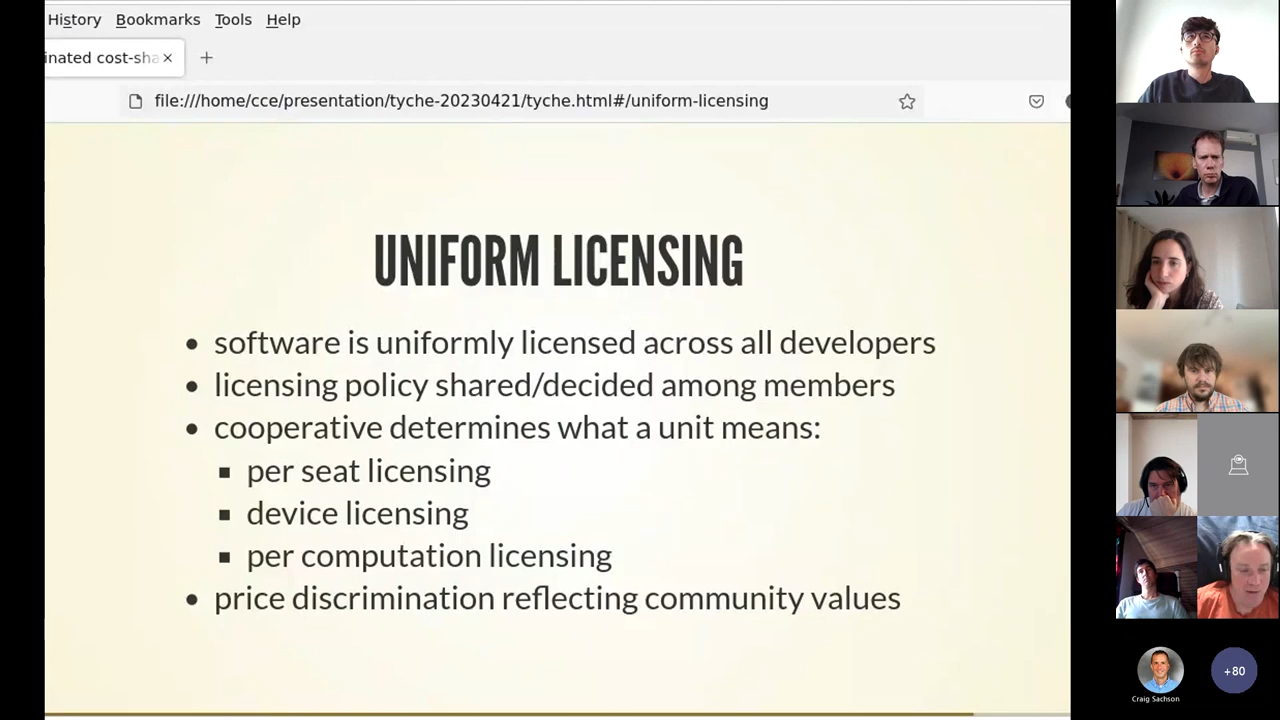 History Bookmarks Tools Help
inated cost-sha
file:///home/cce/presentation/tyche-20230421/tyche.html#/uniform-licensing
UNIFORM LICENSING
software is uniformly licensed across all developers
licensing policy shared/decided among members
cooperative determines what a unit means:
per seat licensing
device licensing
per computation licensing
price discrimination reflecting community values
Craig Sachson
+80